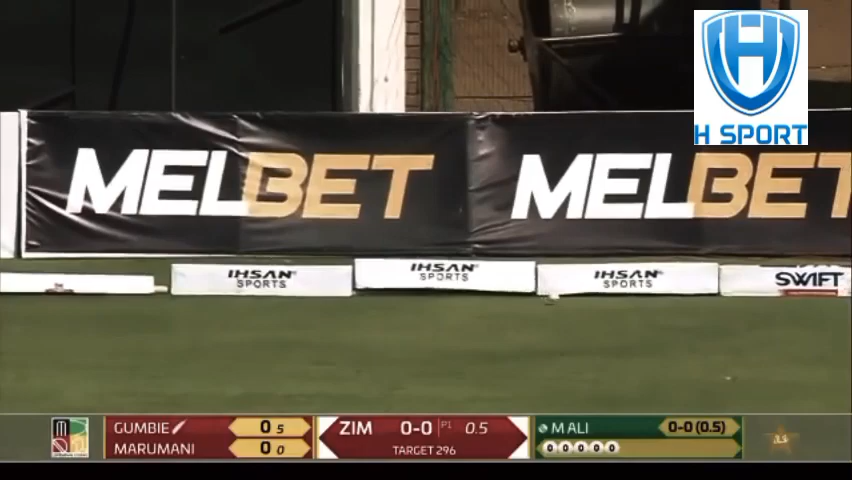 H SPORT
MELBET MELBET
IHSAN SPORTS
IHSAN SPORTS
IHSAN SPORTS
SWIFT
GUMBIE 0 5
MARUMANI 0 0
ZIM 0-0 P1 0.5
TARGET 296
M ALI 0-0 (0.5)
0 0 0 0 0